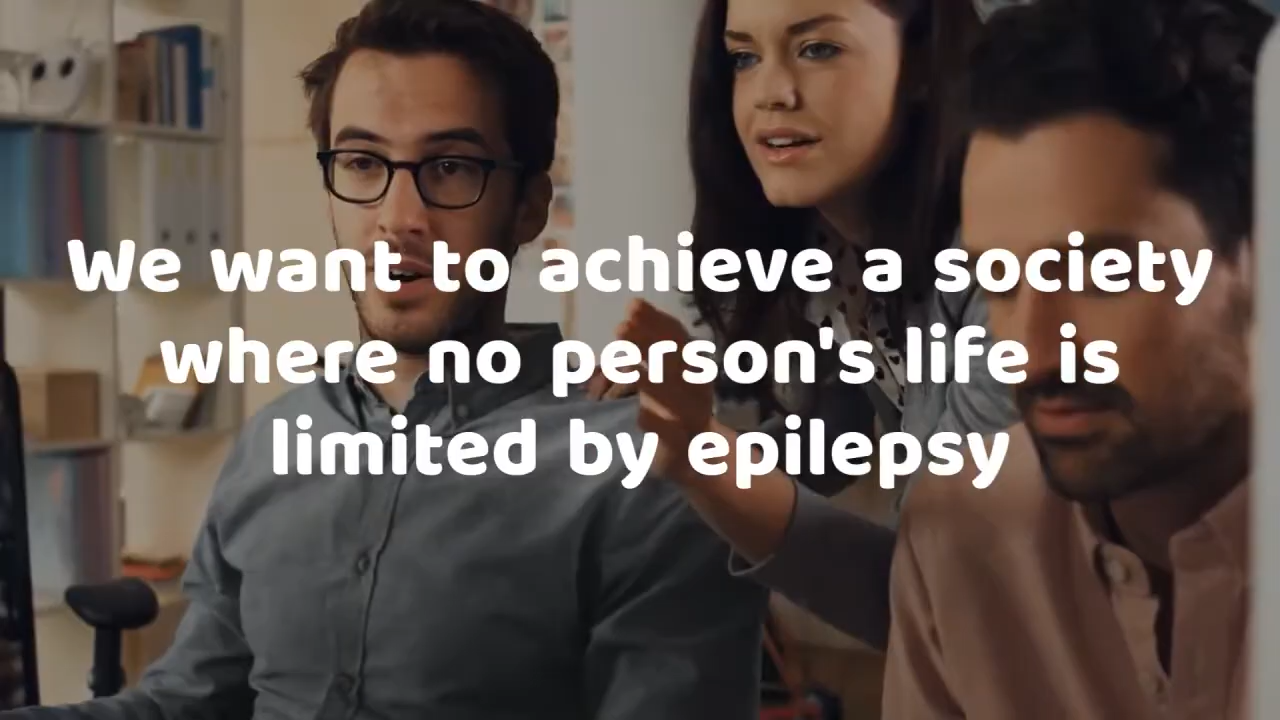 We want to achieve a society
where no person's life is
limited by epilepsy